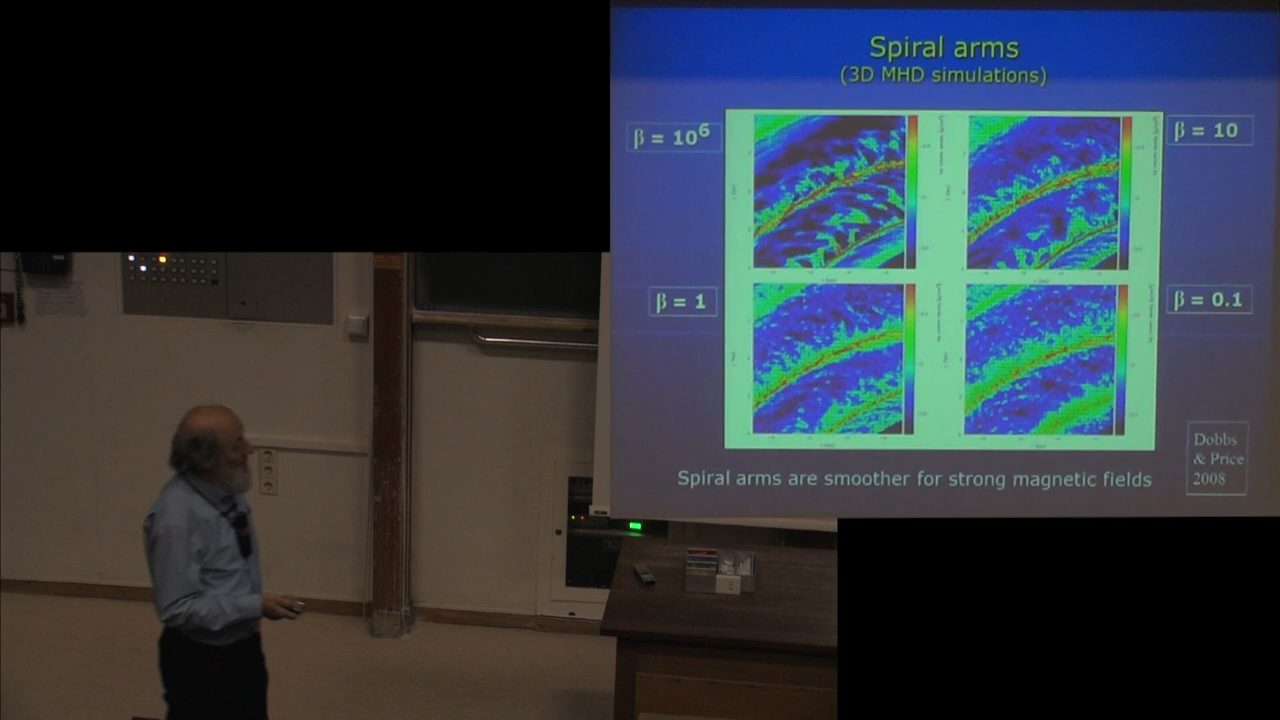 Spiral arms
(3D MHD simulations)
β = 10⁶
β = 10
β = 1
β = 0.1
Dobbs
& Price
2008
Spiral arms are smoother for strong magnetic fields